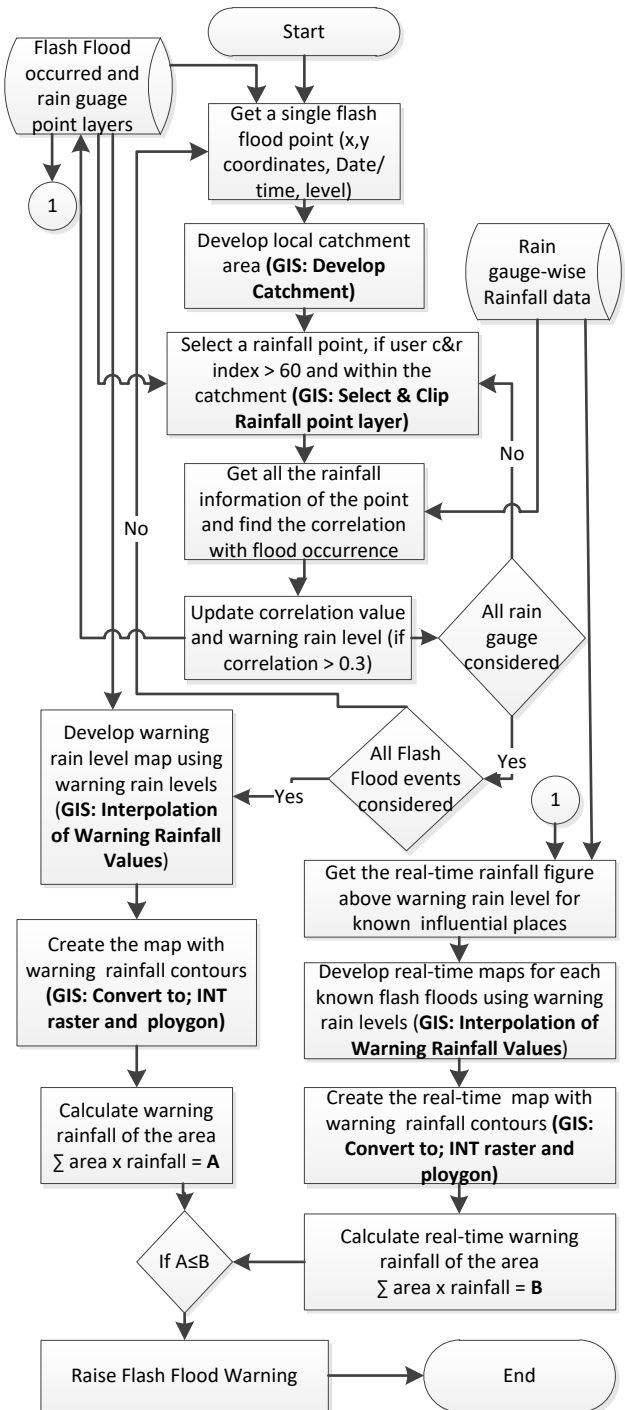 Start
Flash Flood
occurred and
rain guage
point layers
Get a single flash
flood point (x,y
coordinates, Date/
time, level)
1
Develop local catchment
area (GIS: Develop
Catchment)
Rain
gauge-wise
Rainfall data
Select a rainfall point, if user c&r
index > 60 and within the
catchment (GIS: Select & Clip
Rainfall point layer)
No
Get all the rainfall
information of the point
and find the correlation
with flood occurrence
No
Update correlation value
and warning rain level (if
correlation > 0.3)
All rain
gauge
considered
Yes
All Flash
Flood events
considered
Yes
Develop warning
rain level map using
warning rain levels
(GIS: Interpolation
of Warning Rainfall
Values)
1
Get the real-time rainfall figure
above warning rain level for
known influential places
Create the map with
warning rainfall contours
(GIS: Convert to; INT
raster and ploygon)
Develop real-time maps for each
known flash floods using warning
rain levels (GIS: Interpolation of
Warning Rainfall Values)
Calculate warning
rainfall of the area
∑ area x rainfall = A
Create the real-time map with
warning rainfall contours (GIS:
Convert to; INT raster and
ploygon)
Calculate real-time warning
rainfall of the area
∑ area x rainfall = B
If A≤B
Raise Flash Flood Warning
End